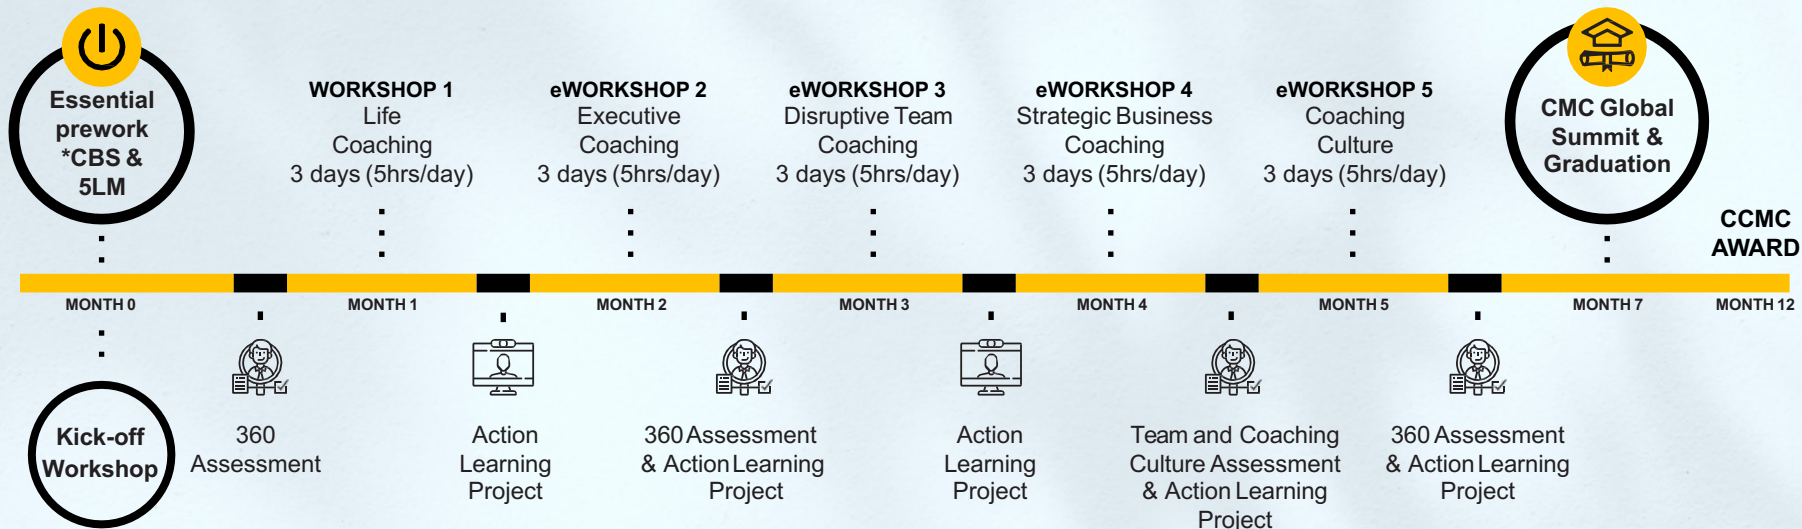 Essential
prework
*CBS &
5LM
WORKSHOP 1
Life
Coaching
3 days (5hrs/day)
eWORKSHOP 2
Executive
Coaching
3 days (5hrs/day)
eWORKSHOP 3
Disruptive Team
Coaching
3 days (5hrs/day)
eWORKSHOP 4
Strategic Business
Coaching
3 days (5hrs/day)
eWORKSHOP 5
Coaching
Culture
3 days (5hrs/day)
CMC Global
Summit &
Graduation
CCMC
AWARD
MONTH 0
MONTH 1
MONTH 2
MONTH 3
MONTH 4
MONTH 5
MONTH 7
MONTH 12
Kick-off
Workshop
360
Assessment
Action
Learning
Project
360 Assessment
& Action Learning
Project
Action
Learning
Project
Team and Coaching
Culture Assessment
& Action Learning
Project
360 Assessment
& Action Learning
Project